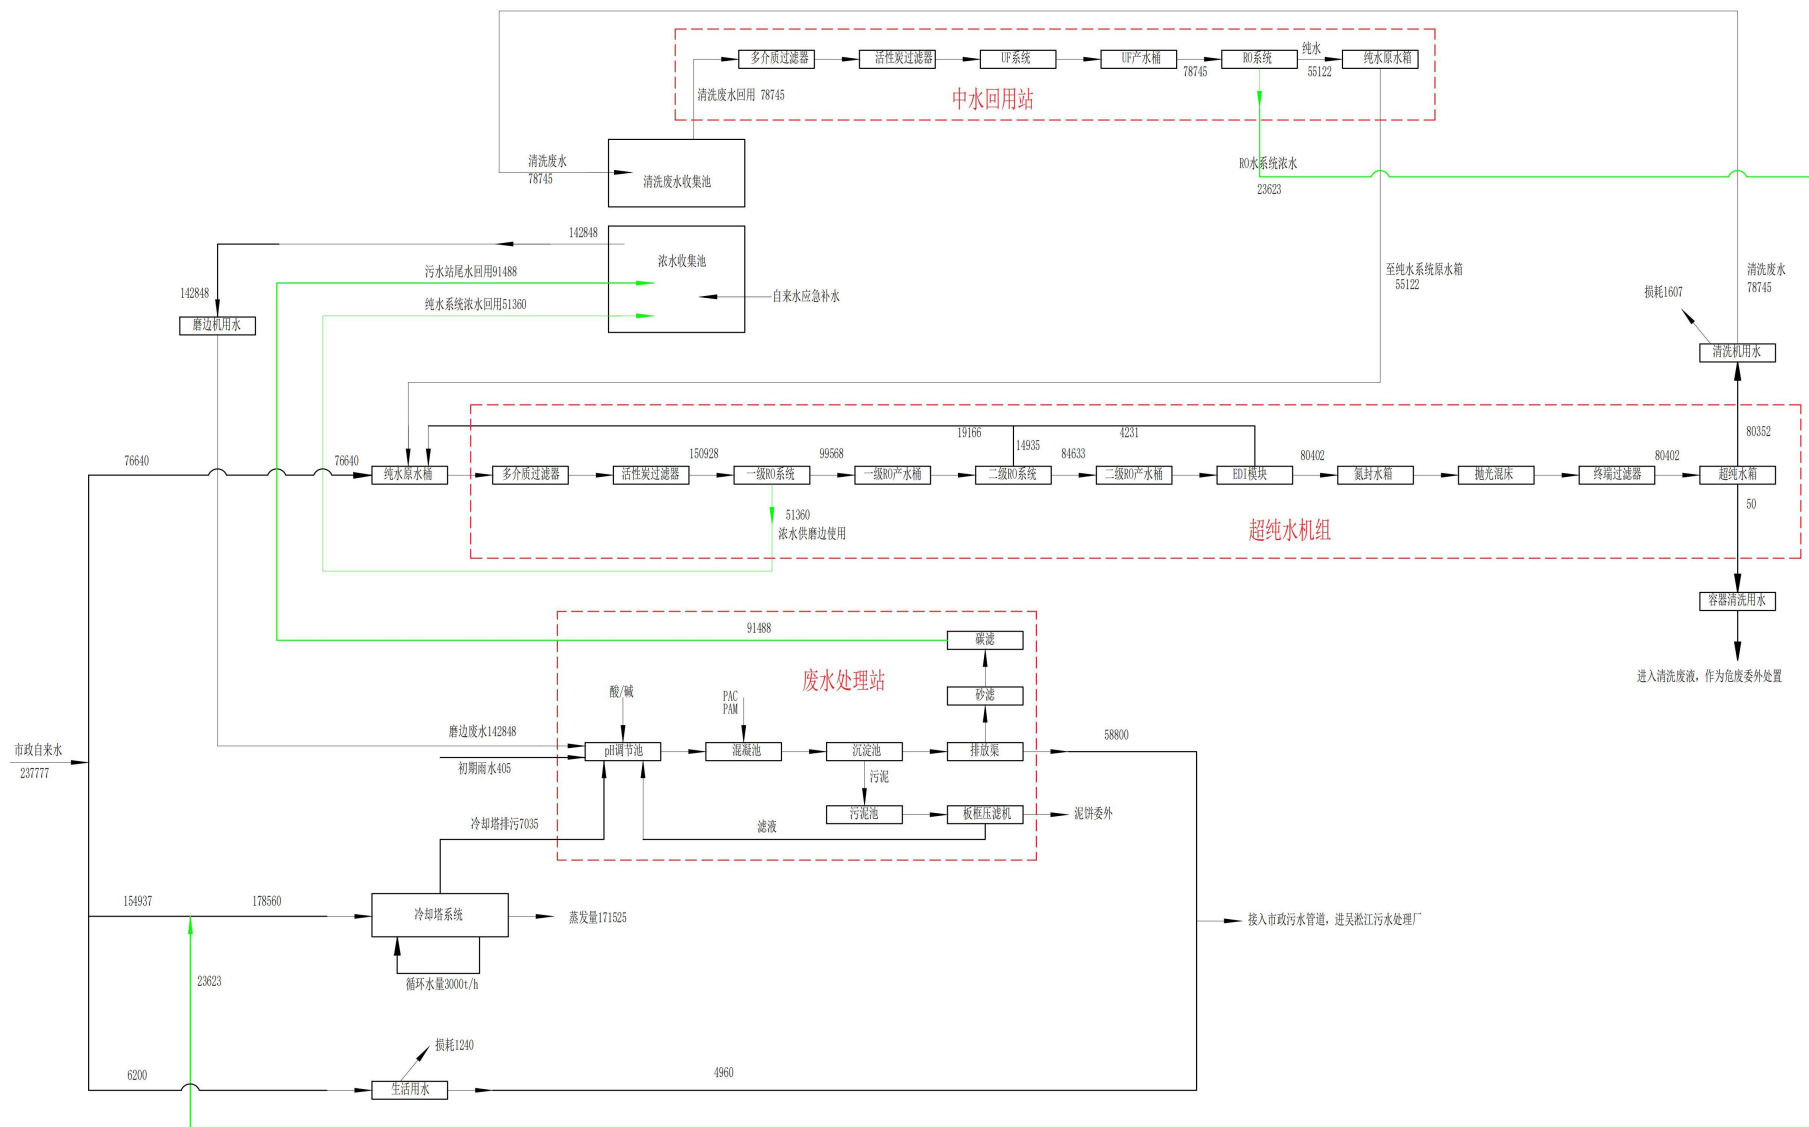 多介质过滤器
活性炭过滤器
UF系统
UF产水桶
78745
RO系统
纯水
55122
纯水原水箱
清洗废水回用 78745
中水回用站
清洗废水
78745
清洗废水收集池
RO水系统浓水
23623
142848
浓水收集池
污水站尾水回用91488
自来水应急补水
纯水系统浓水回用51360
142848
磨边机用水
至纯水系统原水箱
55122
清洗废水
78745
损耗1607
清洗机用水
76640
76640
纯水原水桶
多介质过滤器
活性炭过滤器
150928
一级RO系统
99568
一级RO产水桶
19166
14935
二级RO系统
84633
二级RO产水桶
4231
EDI模块
80402
氮封水箱
抛光混床
终端过滤器
80402
超纯水箱
80352
50
51360
浓水供磨边使用
超纯水机组
容器清洗用水
进入清洗废液，作为危废委外处置
91488
碳滤
废水处理站
砂滤
酸/碱
PAC
PAM
磨边废水142848
pH调节池
混凝池
沉淀池
排放渠
58800
初期雨水405
污泥
污泥池
板框压滤机
泥饼委外
滤液
冷却塔排污7035
市政自来水
237777
154937
178560
冷却塔系统
蒸发量171525
循环水量3000t/h
接入市政污水管道，进吴淞江污水处理厂
23623
损耗1240
6200
生活用水
4960